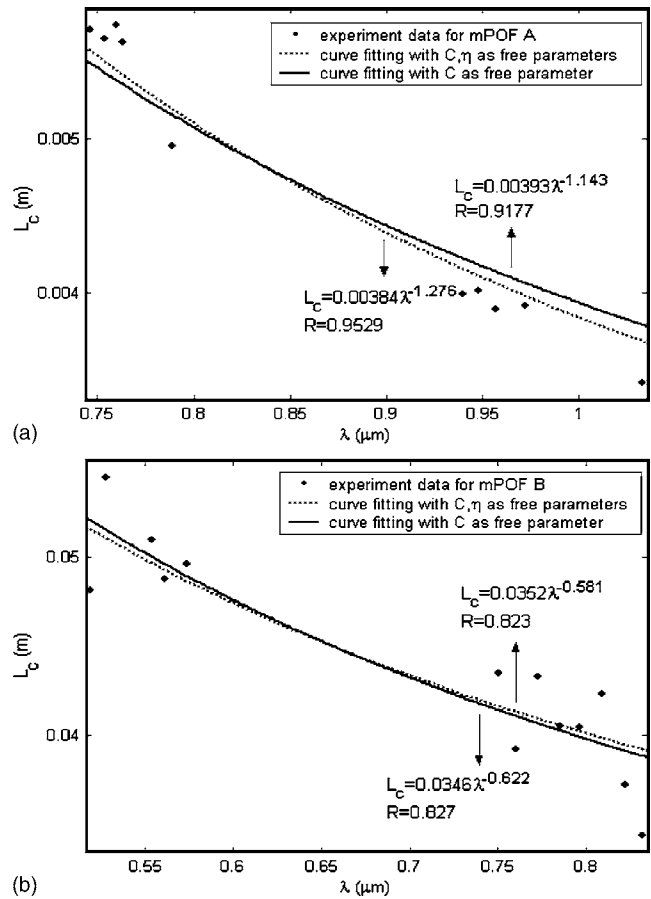 experiment data for mPOF A
curve fitting with C,η as free parameters
curve fitting with C as free parameter
0.005
0.004
L_C (m)
L_C=0.00393λ^-1.143
R=0.9177
L_C=0.00384λ^-1.276
R=0.9529
0.75 0.8 0.85 0.9 0.95 1
λ (μm)
(a)
experiment data for mPOF B
curve fitting with C,η as free parameters
curve fitting with C as free parameter
0.05
0.04
L_C (m)
L_C=0.0352λ^-0.581
R=0.823
L_C=0.0346λ^-0.622
R=0.827
0.55 0.6 0.65 0.7 0.75 0.8
λ (μm)
(b)